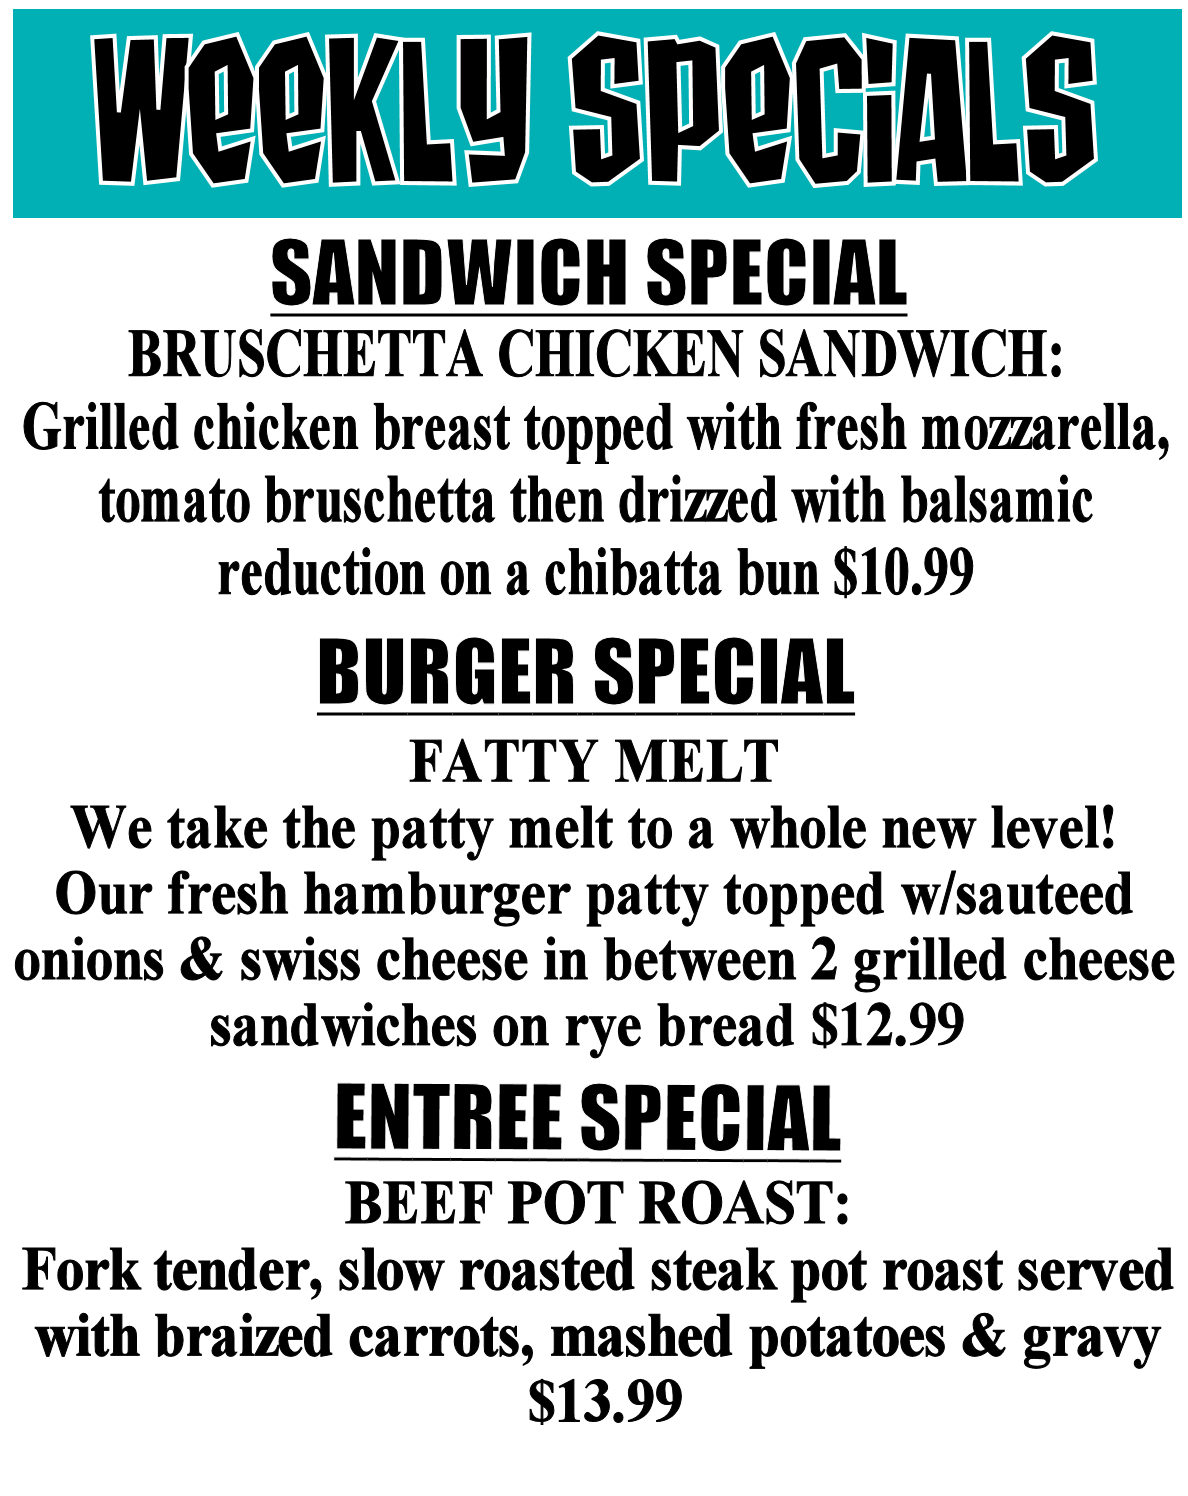 WEEKLY SPECIALS
SANDWICH SPECIAL
BRUSCHETTA CHICKEN SANDWICH:
Grilled chicken breast topped with fresh mozzarella,
tomato bruschetta then drizzed with balsamic
reduction on a chibatta bun $10.99
BURGER SPECIAL
FATTY MELT
We take the patty melt to a whole new level!
Our fresh hamburger patty topped w/sauteed
onions & swiss cheese in between 2 grilled cheese
sandwiches on rye bread $12.99
ENTREE SPECIAL
BEEF POT ROAST:
Fork tender, slow roasted steak pot roast served
with braized carrots, mashed potatoes & gravy
$13.99